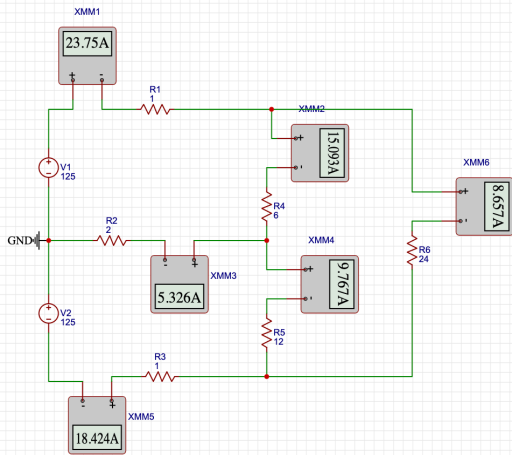 XMM1
23.75A
+ -
R1
1
XMM2
15.093A
+
-
XMM6
8.657A
+
-
V1
125
R4
6
R2
2
GND
XMM3
5.326A
- +
XMM4
9.767A
+
-
R6
24
V2
125
R5
12
R3
1
XMM5
18.424A
- +